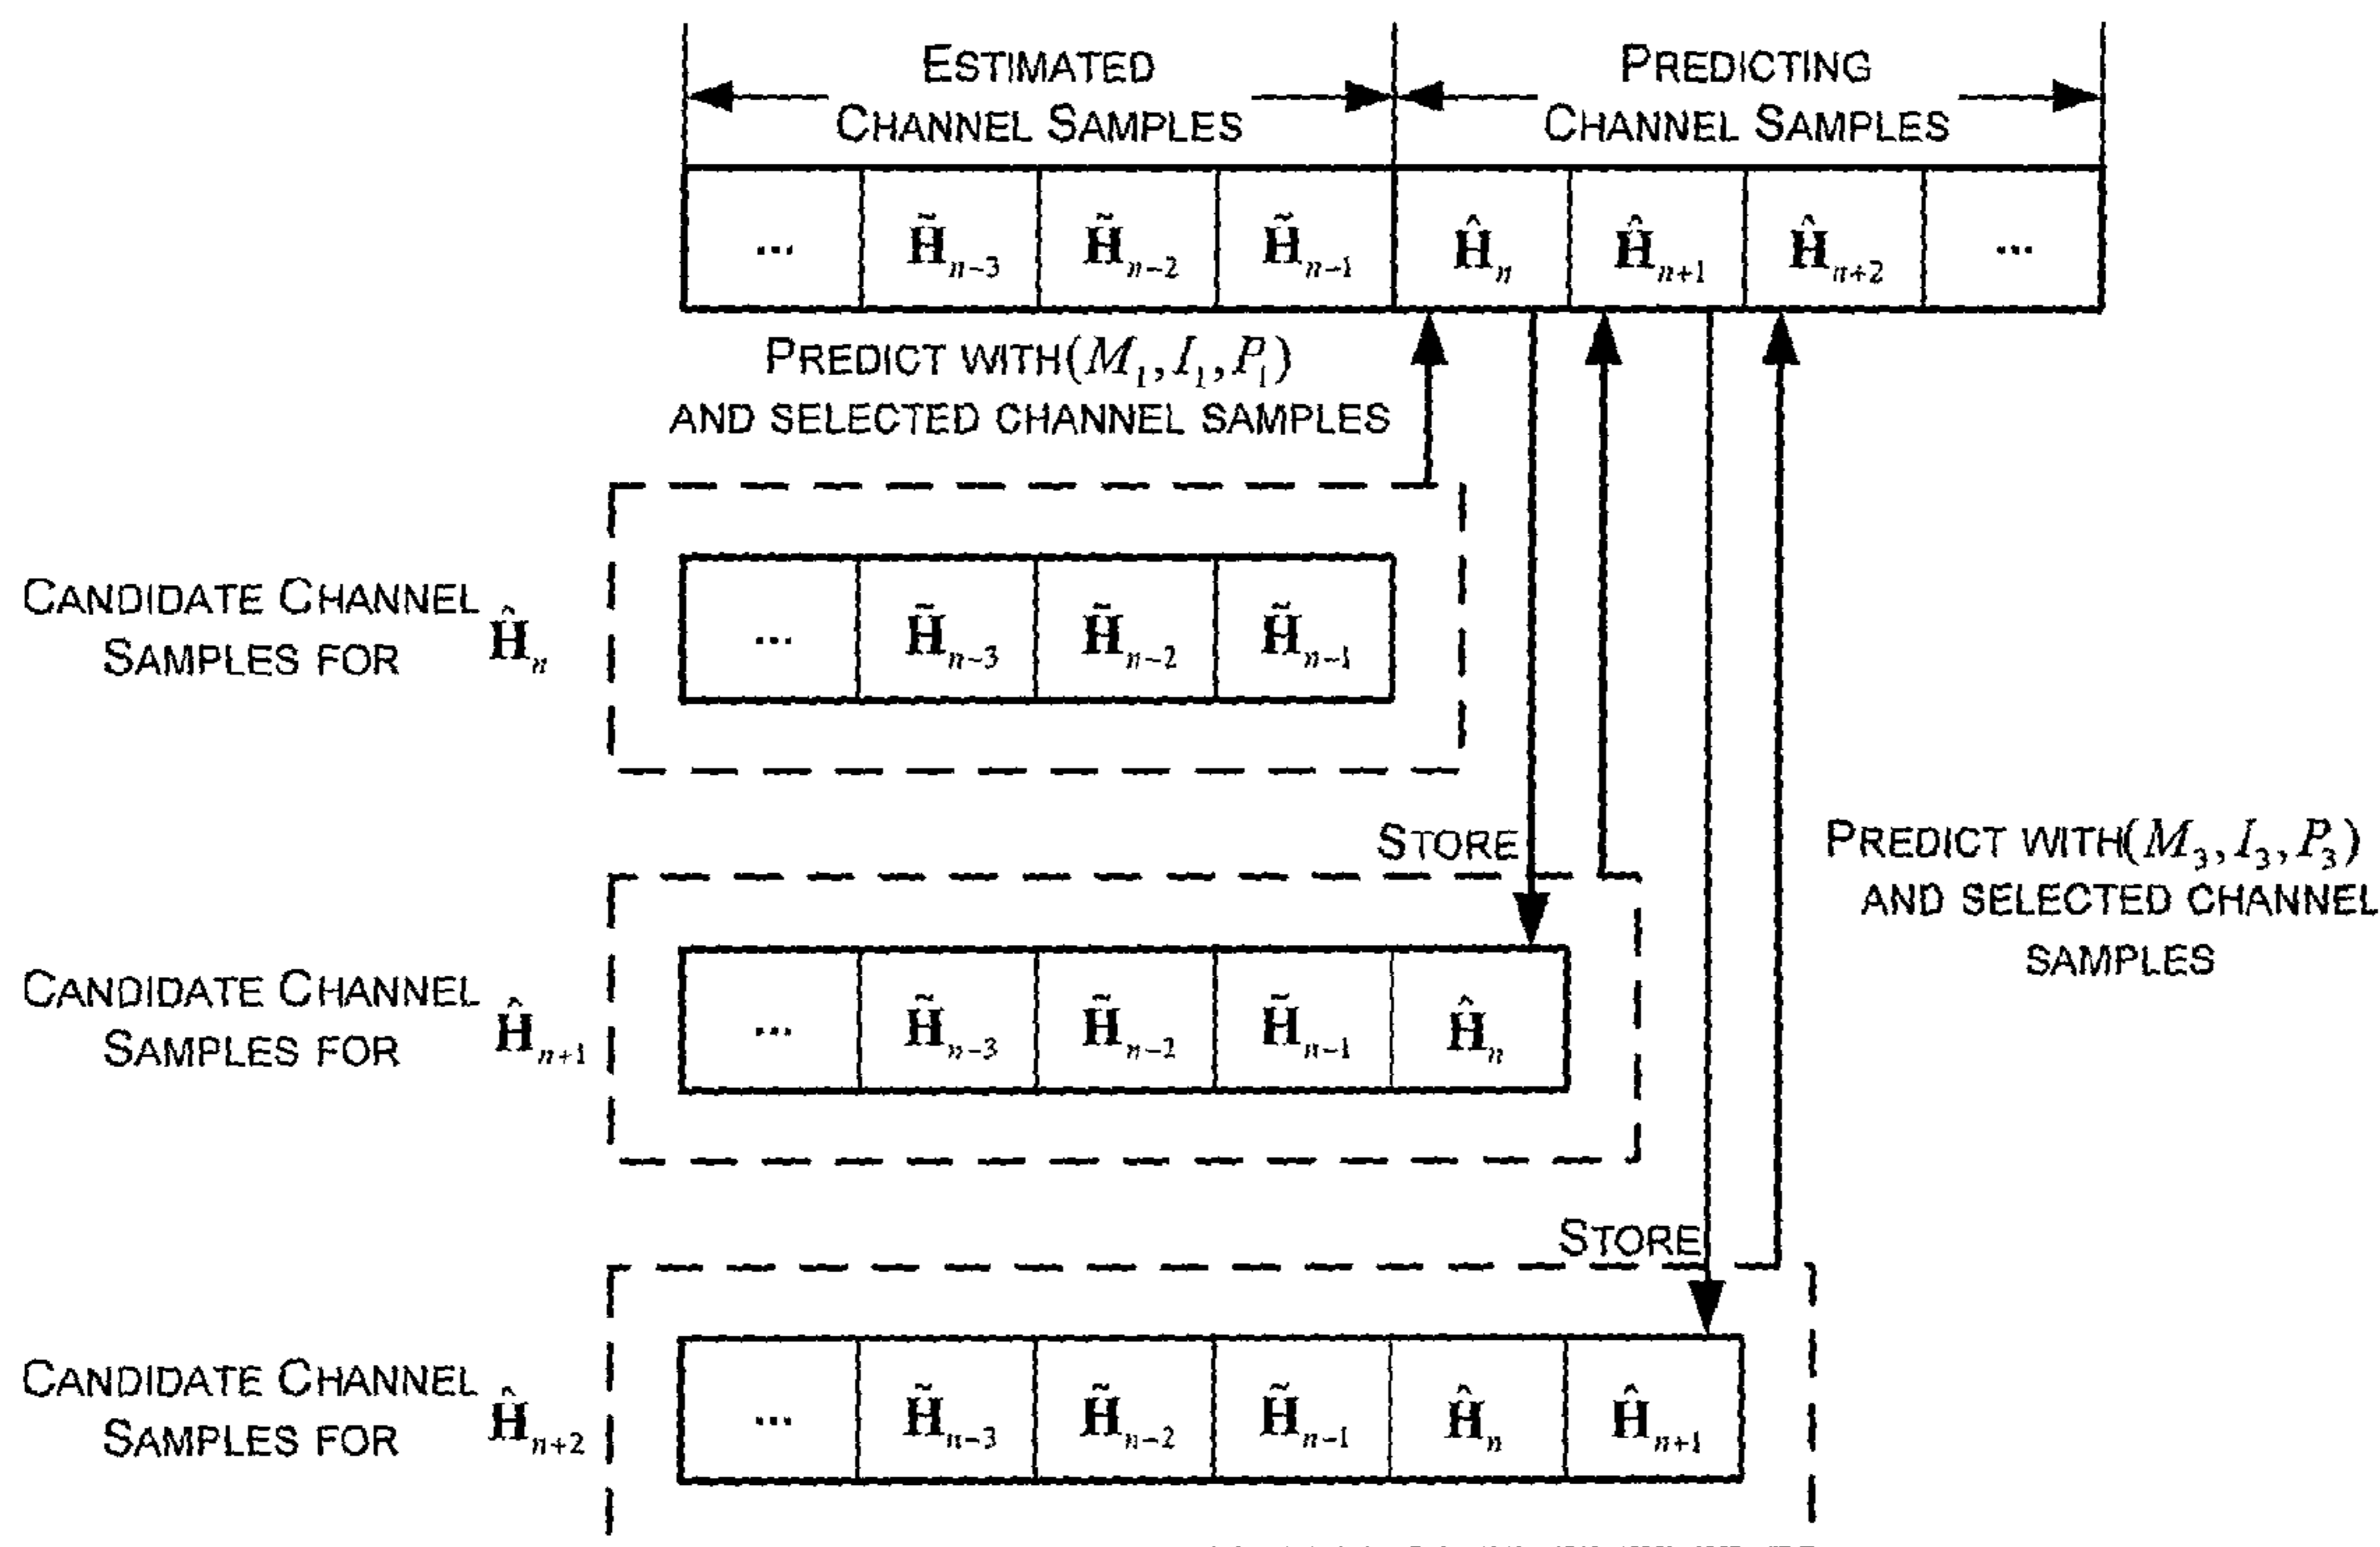 ESTIMATED
CHANNEL SAMPLES
PREDICTING
CHANNEL SAMPLES
... H̃ₙ₋₃ H̃ₙ₋₂ H̃ₙ₋₁ Ĥₙ Ĥₙ₊₁ Ĥₙ₊₂ ...
PREDICT WITH(M₁,I₁,P₁)
AND SELECTED CHANNEL SAMPLES
CANDIDATE CHANNEL
SAMPLES FOR Ĥₙ
... H̃ₙ₋₃ H̃ₙ₋₂ H̃ₙ₋₁
STORE
PREDICT WITH(M₃,I₃,P₃)
AND SELECTED CHANNEL
SAMPLES
CANDIDATE CHANNEL
SAMPLES FOR Ĥₙ₊₁
... H̃ₙ₋₃ H̃ₙ₋₂ H̃ₙ₋₁ Ĥₙ
STORE
CANDIDATE CHANNEL
SAMPLES FOR Ĥₙ₊₂
... H̃ₙ₋₃ H̃ₙ₋₂ H̃ₙ₋₁ Ĥₙ Ĥₙ₊₁